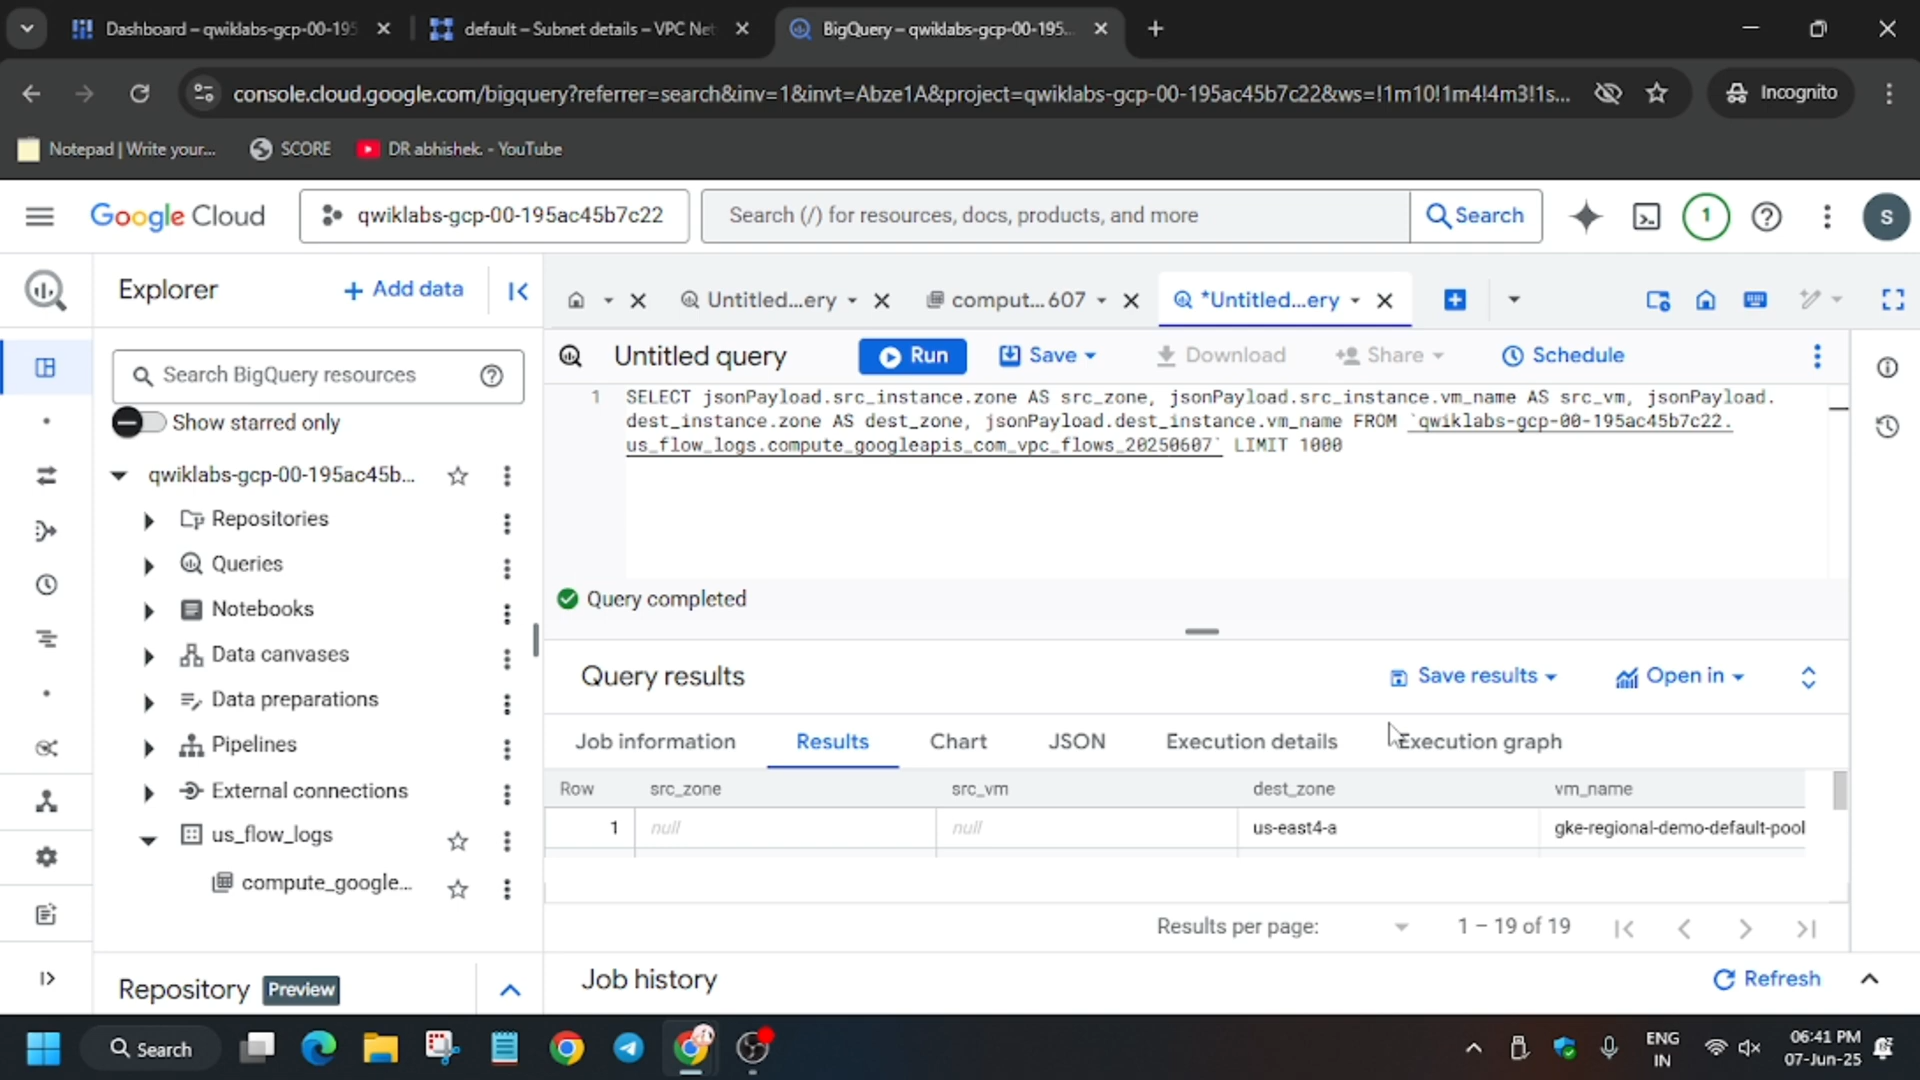 Dashboard – qwiklabs-gcp-00-195
default – Subnet details – VPC Net
BigQuery – qwiklabs-gcp-00-195...
console.cloud.google.com/bigquery?referrer=search&inv=1&invt=Abze1A&project=qwiklabs-gcp-00-195ac45b7c22&ws=!1m10!1m4!4m3!1s...
Incognito
Notepad | Write your...
SCORE
DR abhishek. - YouTube
Google Cloud
qwiklabs-gcp-00-195ac45b7c22
Search (/) for resources, docs, products, and more
Search
1
S
Explorer
+ Add data
Untitled...ery
comput...607
*Untitled...ery
Search BigQuery resources
Untitled query
Run
Save
Download
Share
Schedule
Show starred only
1
SELECT jsonPayload.src_instance.zone AS src_zone, jsonPayload.src_instance.vm_name AS src_vm, jsonPayload.
dest_instance.zone AS dest_zone, jsonPayload.dest_instance.vm_name FROM `qwiklabs-gcp-00-195ac45b7c22.
us_flow_logs.compute_googleapis_com_vpc_flows_20250607` LIMIT 1000
qwiklabs-gcp-00-195ac45b...
Repositories
Queries
Notebooks
Data canvases
Data preparations
Pipelines
External connections
us_flow_logs
compute_google...
Query completed
Query results
Save results
Open in
Job information
Results
Chart
JSON
Execution details
Execution graph
Row
src_zone
src_vm
dest_zone
vm_name
1
null
null
us-east4-a
gke-regional-demo-default-pool
Results per page:
1 – 19 of 19
Repository
Preview
Job history
Refresh
Search
ENG
IN
06:41 PM
07-Jun-25